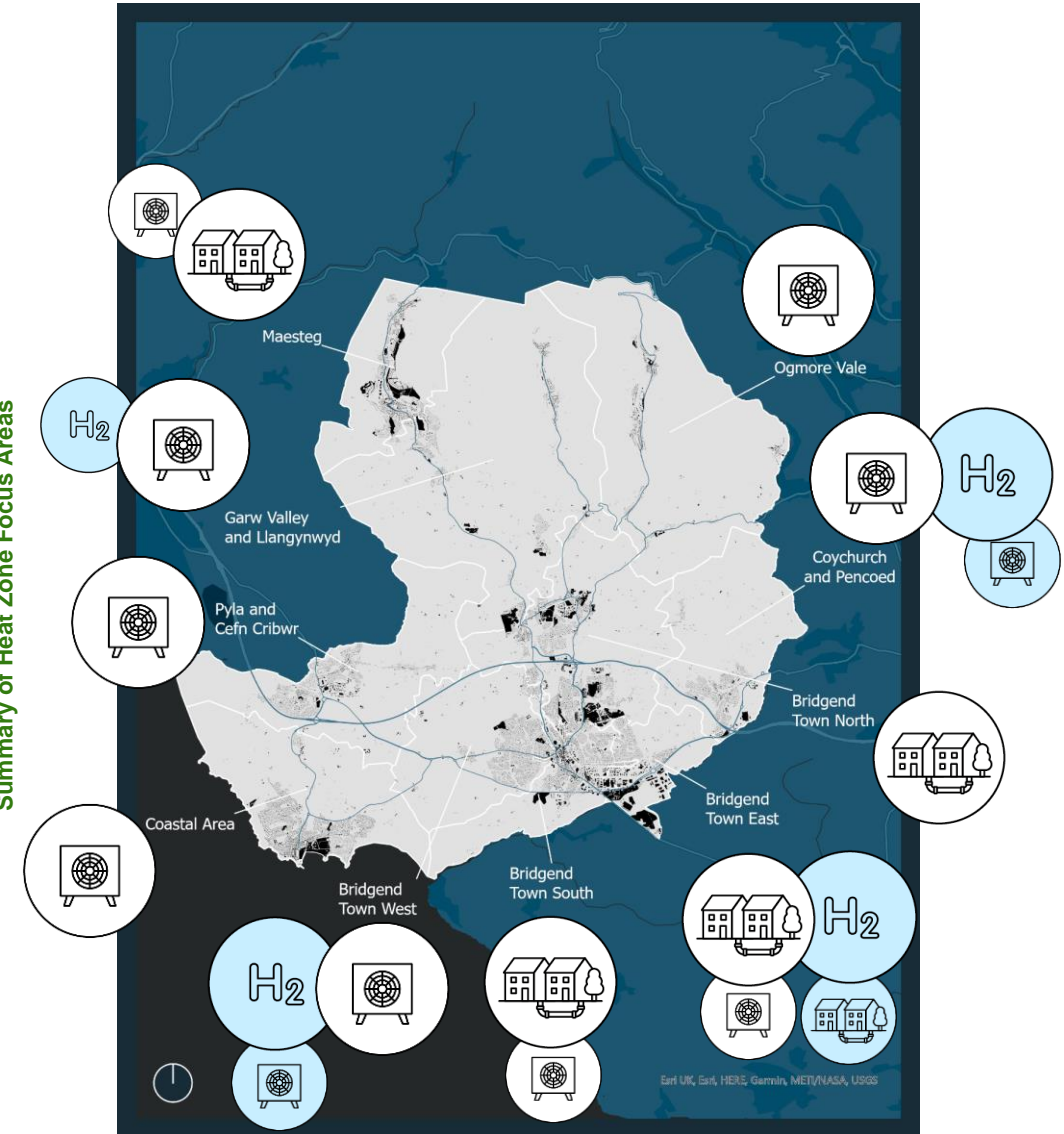 Summary of Heat Zone Focus Areas
Maesteg
Ogmore Vale
H2
Garw Valley
and Llangynwyd
H2
Coychurch
and Pencoed
Pyla and
Cefn Cribwr
Bridgend
Town North
Coastal Area
Bridgend
Town East
Bridgend
Town West
Bridgend
Town South
H2
H2
Esri UK, Esri, HERE, Garmin, METI/NASA, USGS